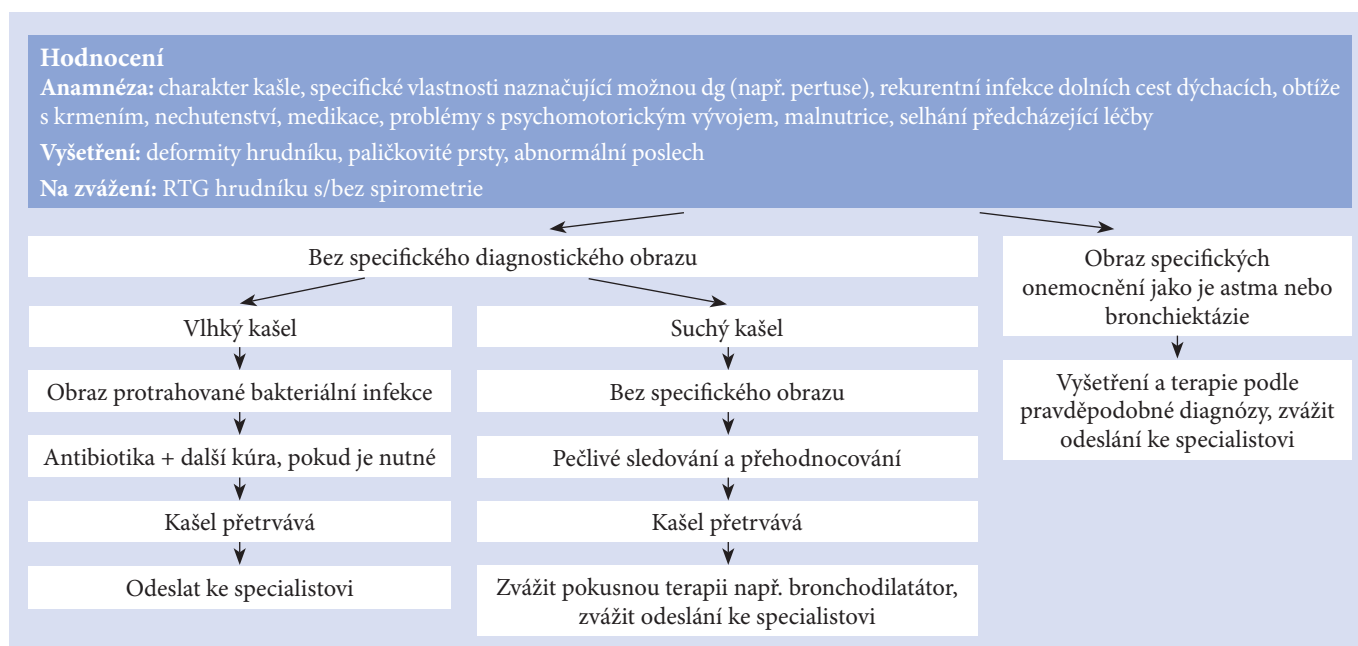 Hodnocení
Anamnéza: charakter kašle, specifické vlastnosti naznačující možnou dg (např. pertuse), rekurentní infekce dolních cest dýchacích, obtíže
s krmením, nechutenství, medikace, problémy s psychomotorickým vývojem, malnutrice, selhání předcházející léčby
Vyšetření: deformity hrudníku, paličkovité prsty, abnormální poslech
Na zvážení: RTG hrudníku s/bez spirometrie
Bez specifického diagnostického obrazu
Vlhký kašel
Obraz protrahované bakteriální infekce
Antibiotika + další kúra, pokud je nutné
Kašel přetrvává
Odeslat ke specialistovi
Suchý kašel
Bez specifického obrazu
Pečlivé sledování a přehodnocování
Kašel přetrvává
Zvážit pokusnou terapii např. bronchodilatátor,
zvážit odeslání ke specialistovi
Obraz specifických
onemocnění jako je astma nebo
bronchiektázie
Vyšetření a terapie podle
pravděpodobné diagnózy, zvážit
odeslání ke specialistovi